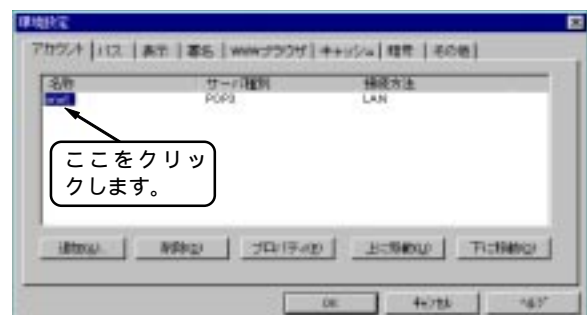 環境設定
アカウント パス 表示 署名 wwwブラウザ キャッシュ 暗号 その他
名称 サーバ種別 接続方法
POP3 LAN
ここをクリッ
クします。
追加(A)... 削除(D) プロパティ(P) 上に移動(U) 下に移動(Q)
OK キャンセル ヘルプ